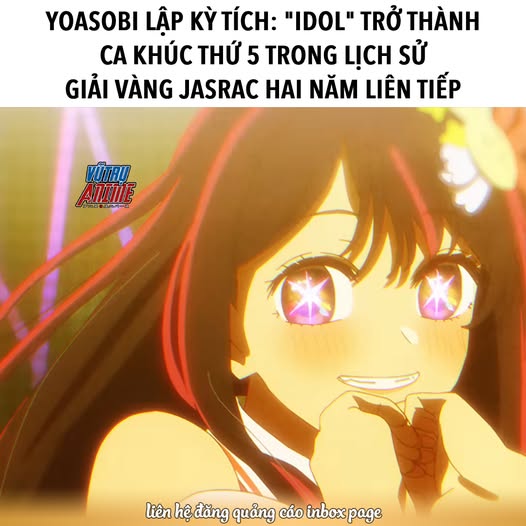 YOASOBI LẬP KỲ TÍCH: "IDOL" TRỞ THÀNH
CA KHÚC THỨ 5 TRONG LỊCH SỬ
GIẢI VÀNG JASRAC HAI NĂM LIÊN TIẾP
VŨ TRỤ
ANIME
liên hệ đăng quảng cáo inbox page